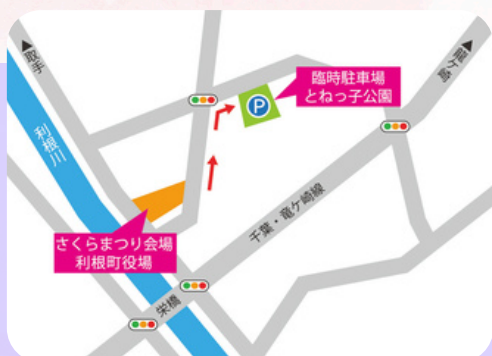 ▲取手
▲龍ケ崎
臨時駐車場
とねっ子公園
P
利根川
千葉・竜ケ崎線
さくらまつり会場
利根町役場
栄橋